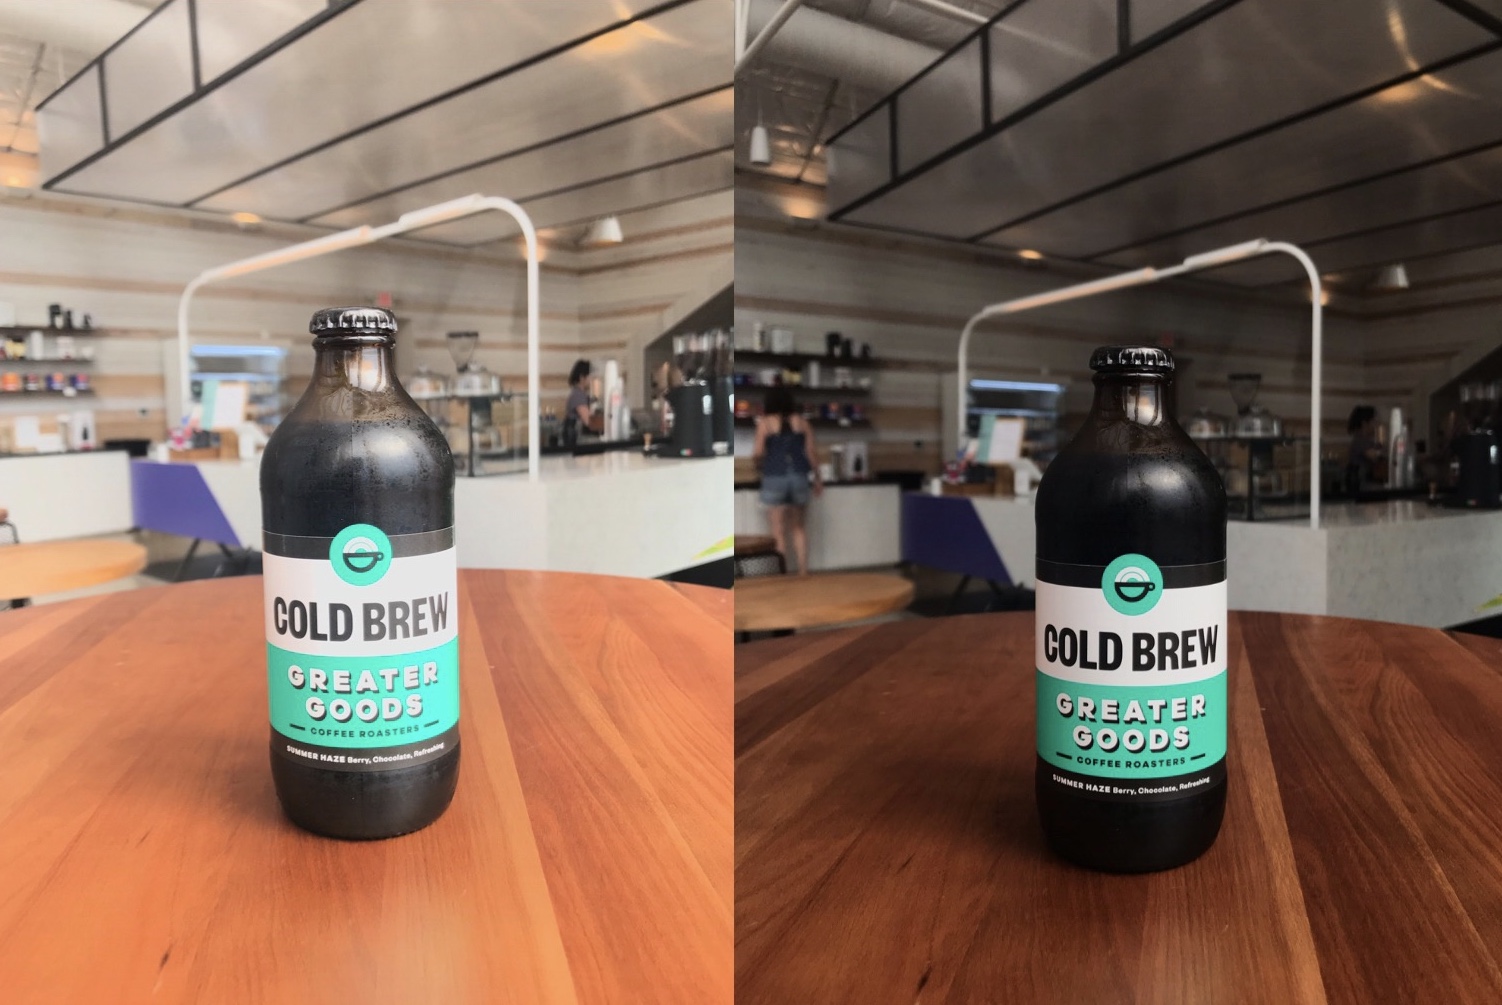 COLD BREW
GREATER
GOODS
COFFEE ROASTERS
SUMMER HAZE Berry, Chocolate, Refreshing
COLD BREW
GREATER
GOODS
COFFEE ROASTERS
SUMMER HAZE Berry, Chocolate, Refreshing